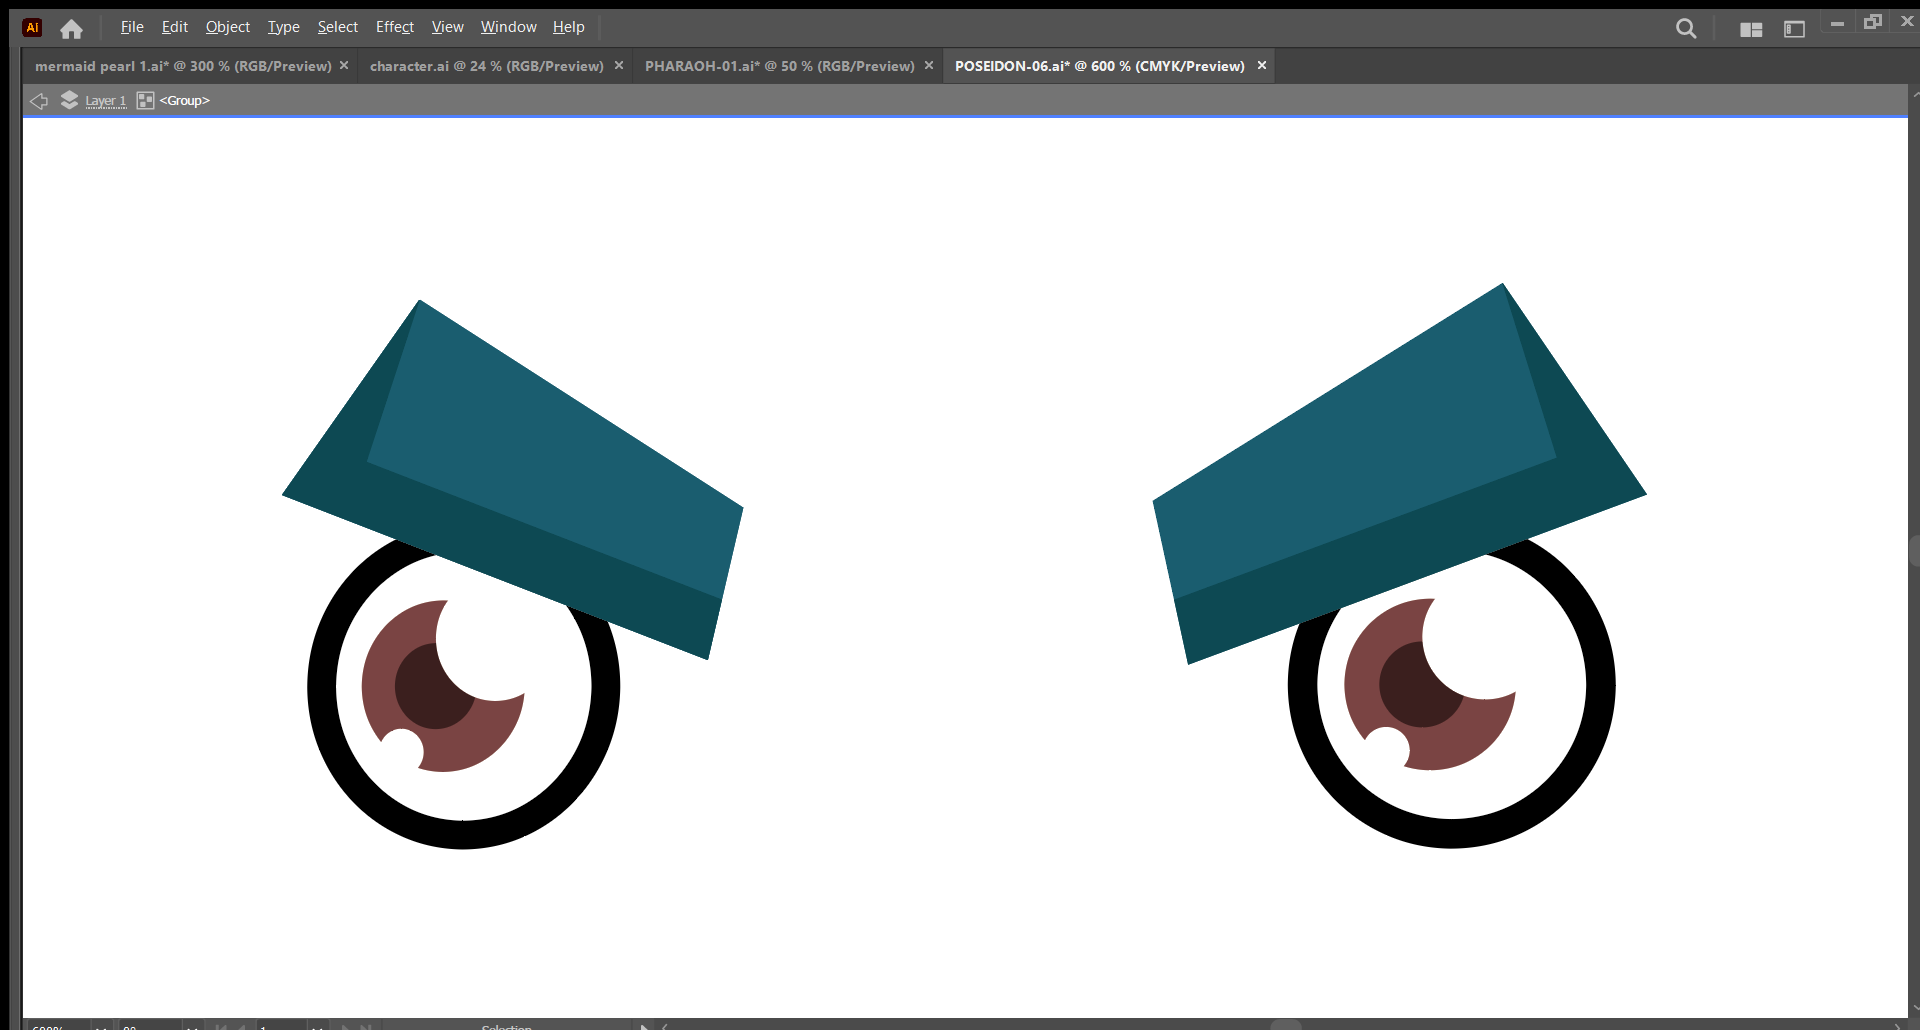 Ai File Edit Object Type Select Effect View Window Help
mermaid pearl 1.ai* @ 300 % (RGB/Preview) × character.ai @ 24 % (RGB/Preview) × PHARAOH-01.ai* @ 50 % (RGB/Preview) × POSEIDON-06.ai* @ 600 % (CMYK/Preview) ×
Layer 1 <Group>
600% 1 Selection